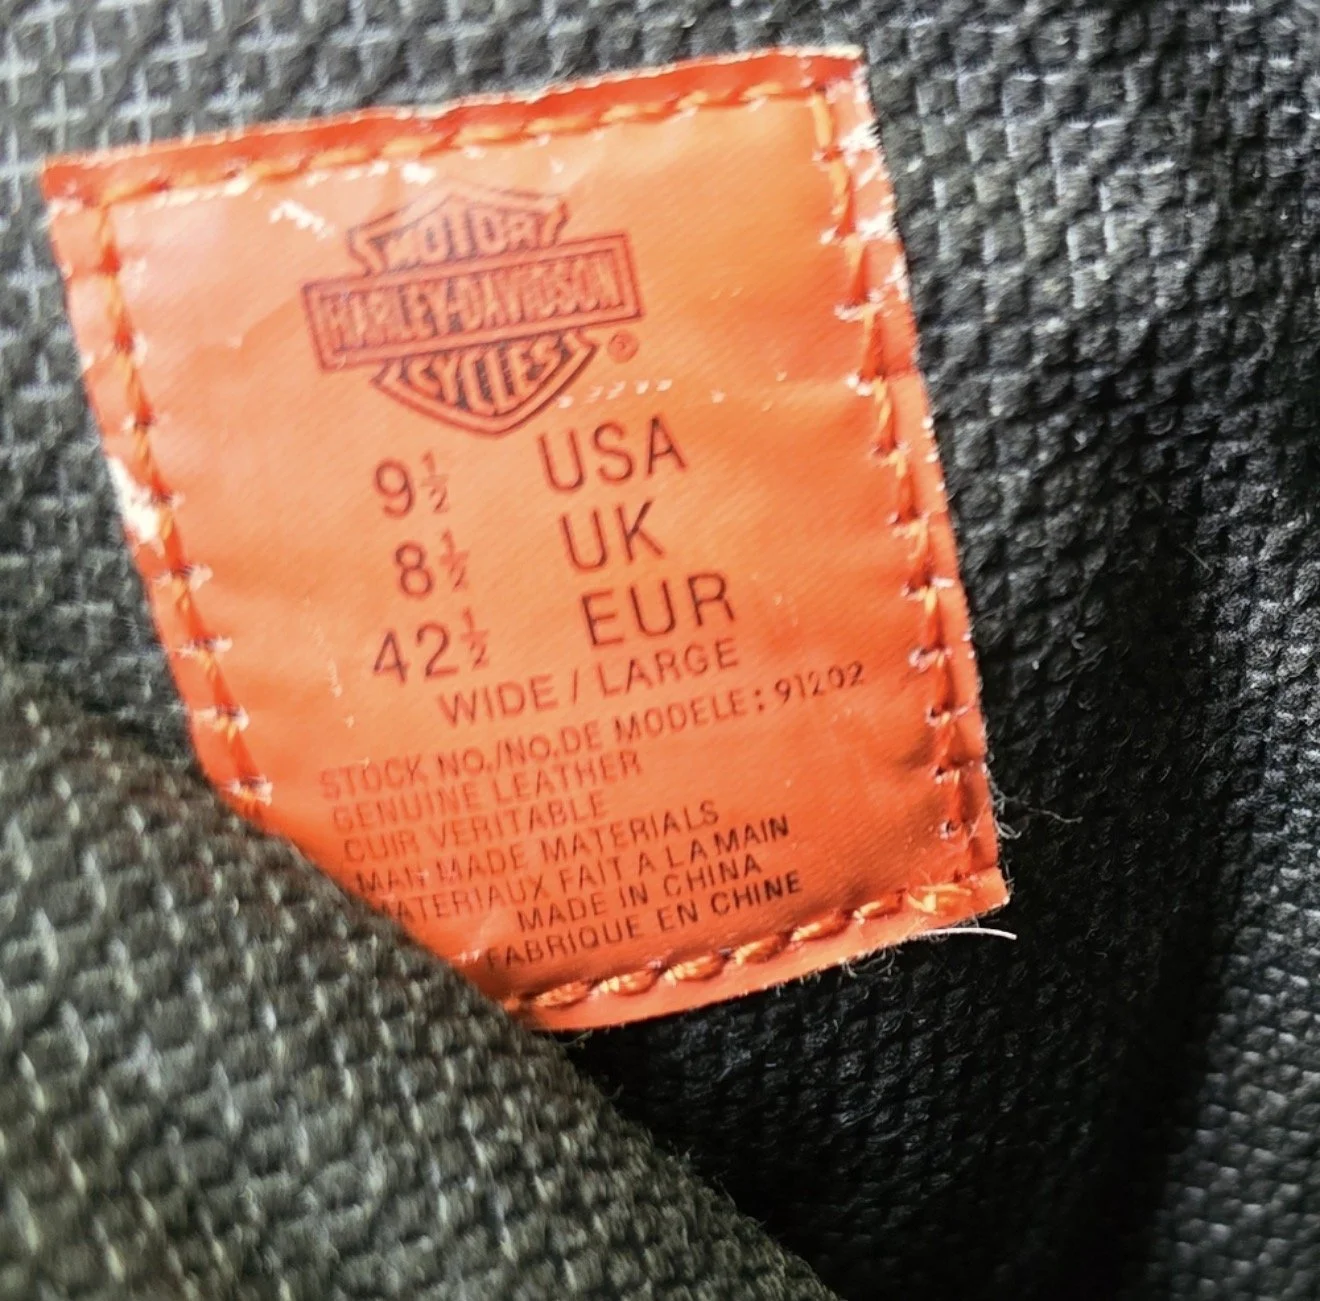 MOTOR
HARLEY-DAVIDSON
CYCLES ®
9½ USA
8½ UK
42½ EUR
WIDE / LARGE
STOCK NO./NO.DE MODELE: 91202
GENUINE LEATHER
CUIR VERITABLE
MAN MADE MATERIALS
MATERIAUX FAIT A LA MAIN
MADE IN CHINA
FABRIQUE EN CHINE